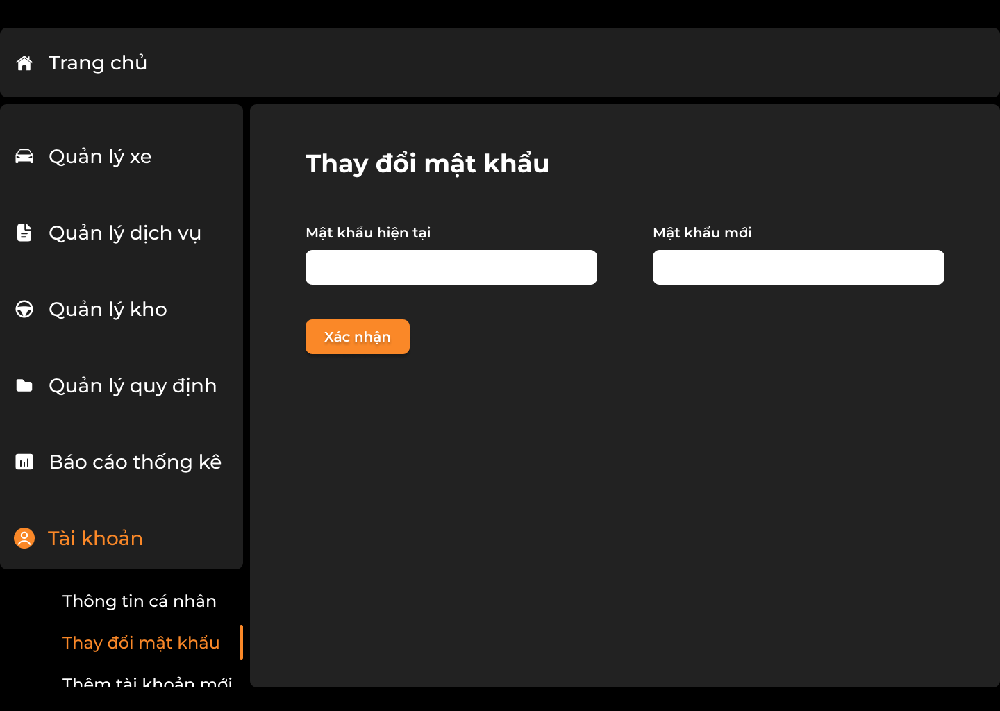 Trang chủ
Quản lý xe
Quản lý dịch vụ
Quản lý kho
Quản lý quy định
Báo cáo thống kê
Tài khoản
Thông tin cá nhân
Thay đổi mật khẩu
Thêm tài khoản mới
Thay đổi mật khẩu
Mật khẩu hiện tại
Mật khẩu mới
Xác nhận